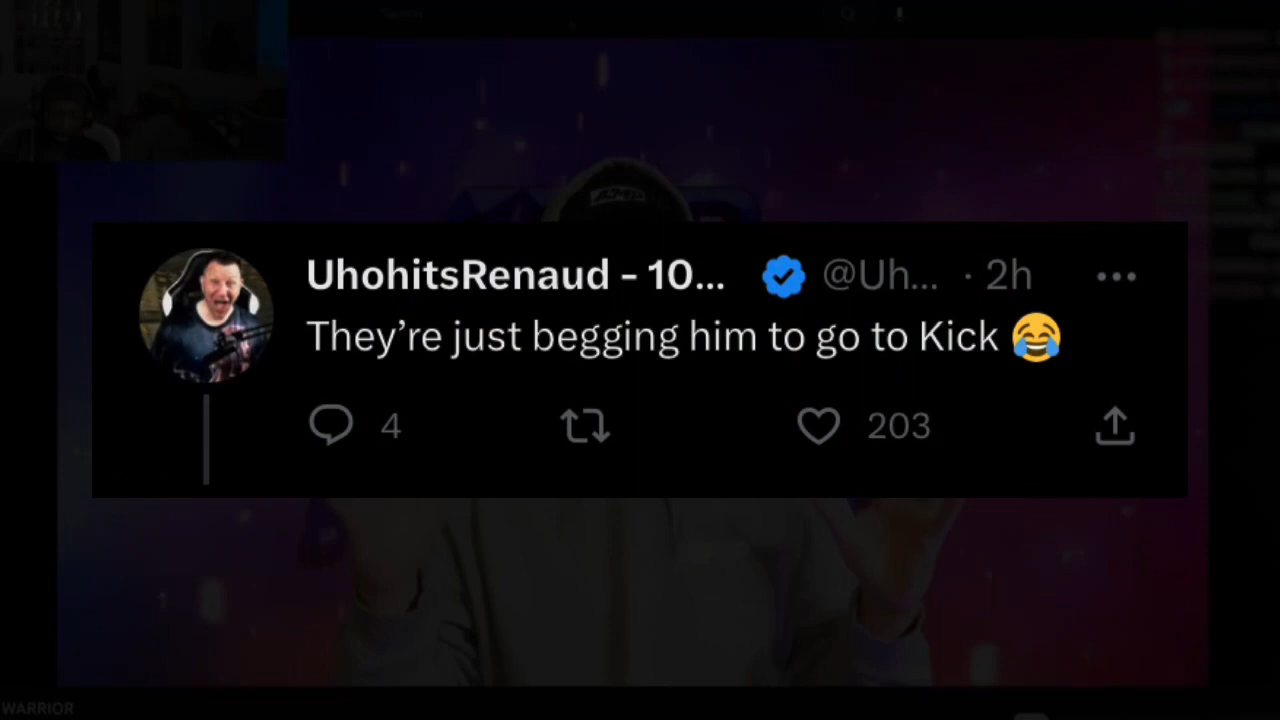 UhohitsRenaud - 10... @Uh... · 2h
They're just begging him to go to Kick 😂
4 203
WARRIOR